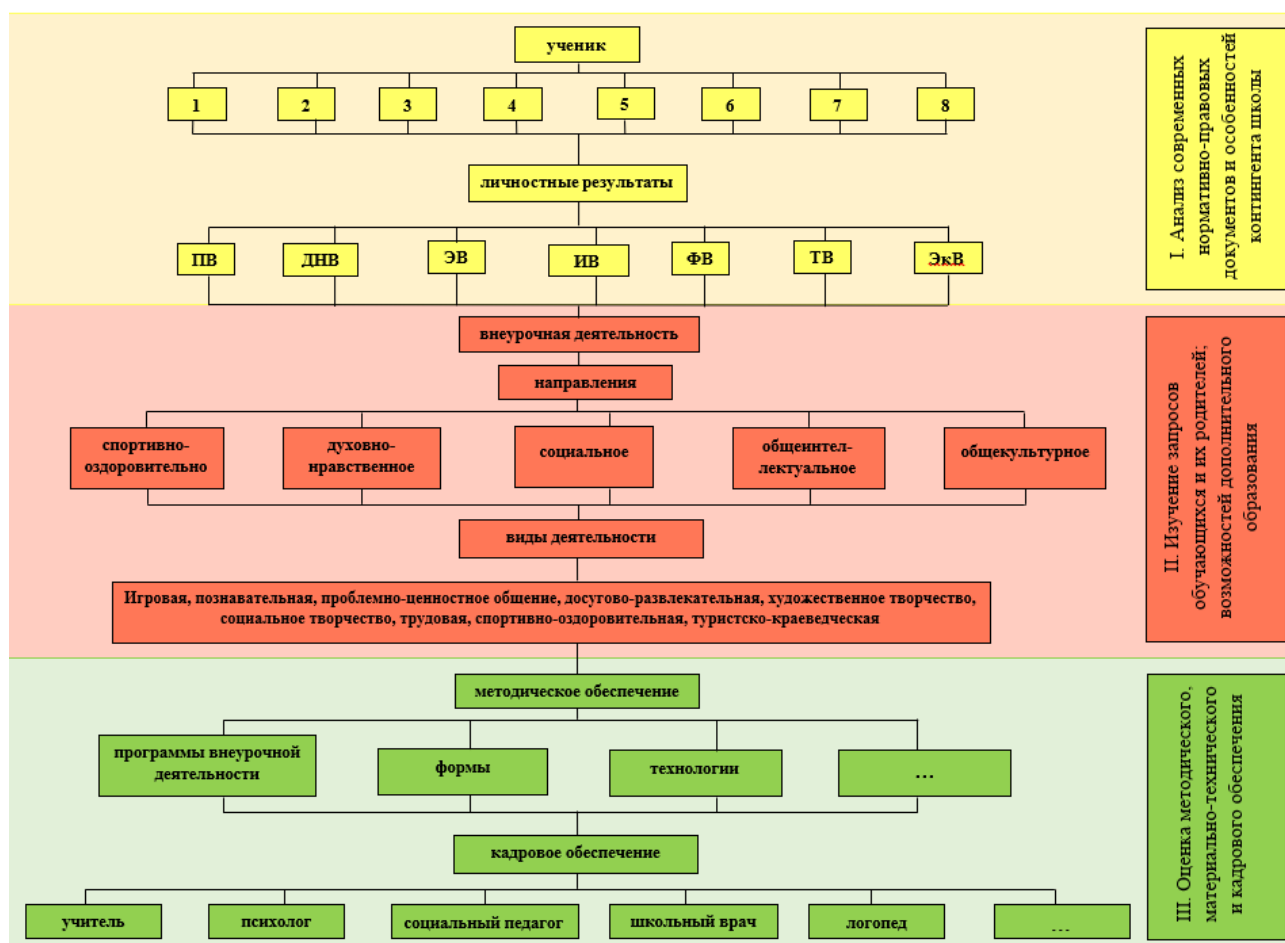 ученик
1
2
3
4
5
6
7
8
личностные результаты
ПВ
ДНВ
ЭВ
ИВ
ФВ
ТВ
ЭкВ
I. Анализ современных
нормативно-правовых
документов и особенностей
контингента школы
внеурочная деятельность
направления
спортивно-
оздоровительно
духовно-
нравственное
социальное
общеинтел-
лектуальное
общекультурное
виды деятельности
Игровая, познавательная, проблемно-ценностное общение, досугово-развлекательная, художественное творчество,
социальное творчество, трудовая, спортивно-оздоровительная, туристско-краеведческая
II. Изучение запросов
обучающихся и их родителей;
возможностей дополнительного
образования
методическое обеспечение
программы внеурочной
деятельности
формы
технологии
...
кадровое обеспечение
учитель
психолог
социальный педагог
школьный врач
логопед
...
III. Оценка методического,
материально-технического
и кадрового обеспечения